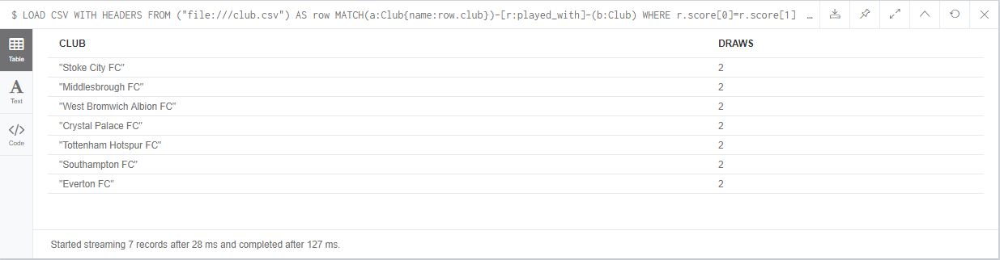 $ LOAD CSV WITH HEADERS FROM ("file:///club.csv") AS row MATCH(a:Club{name:row.club})-[r:played_with]-(b:Club) WHERE r.score[0]=r.score[1] …
Table
Text
Code
CLUB DRAWS
"Stoke City FC" 2
"Middlesbrough FC" 2
"West Bromwich Albion FC" 2
"Crystal Palace FC" 2
"Tottenham Hotspur FC" 2
"Southampton FC" 2
"Everton FC" 2
Started streaming 7 records after 28 ms and completed after 127 ms.